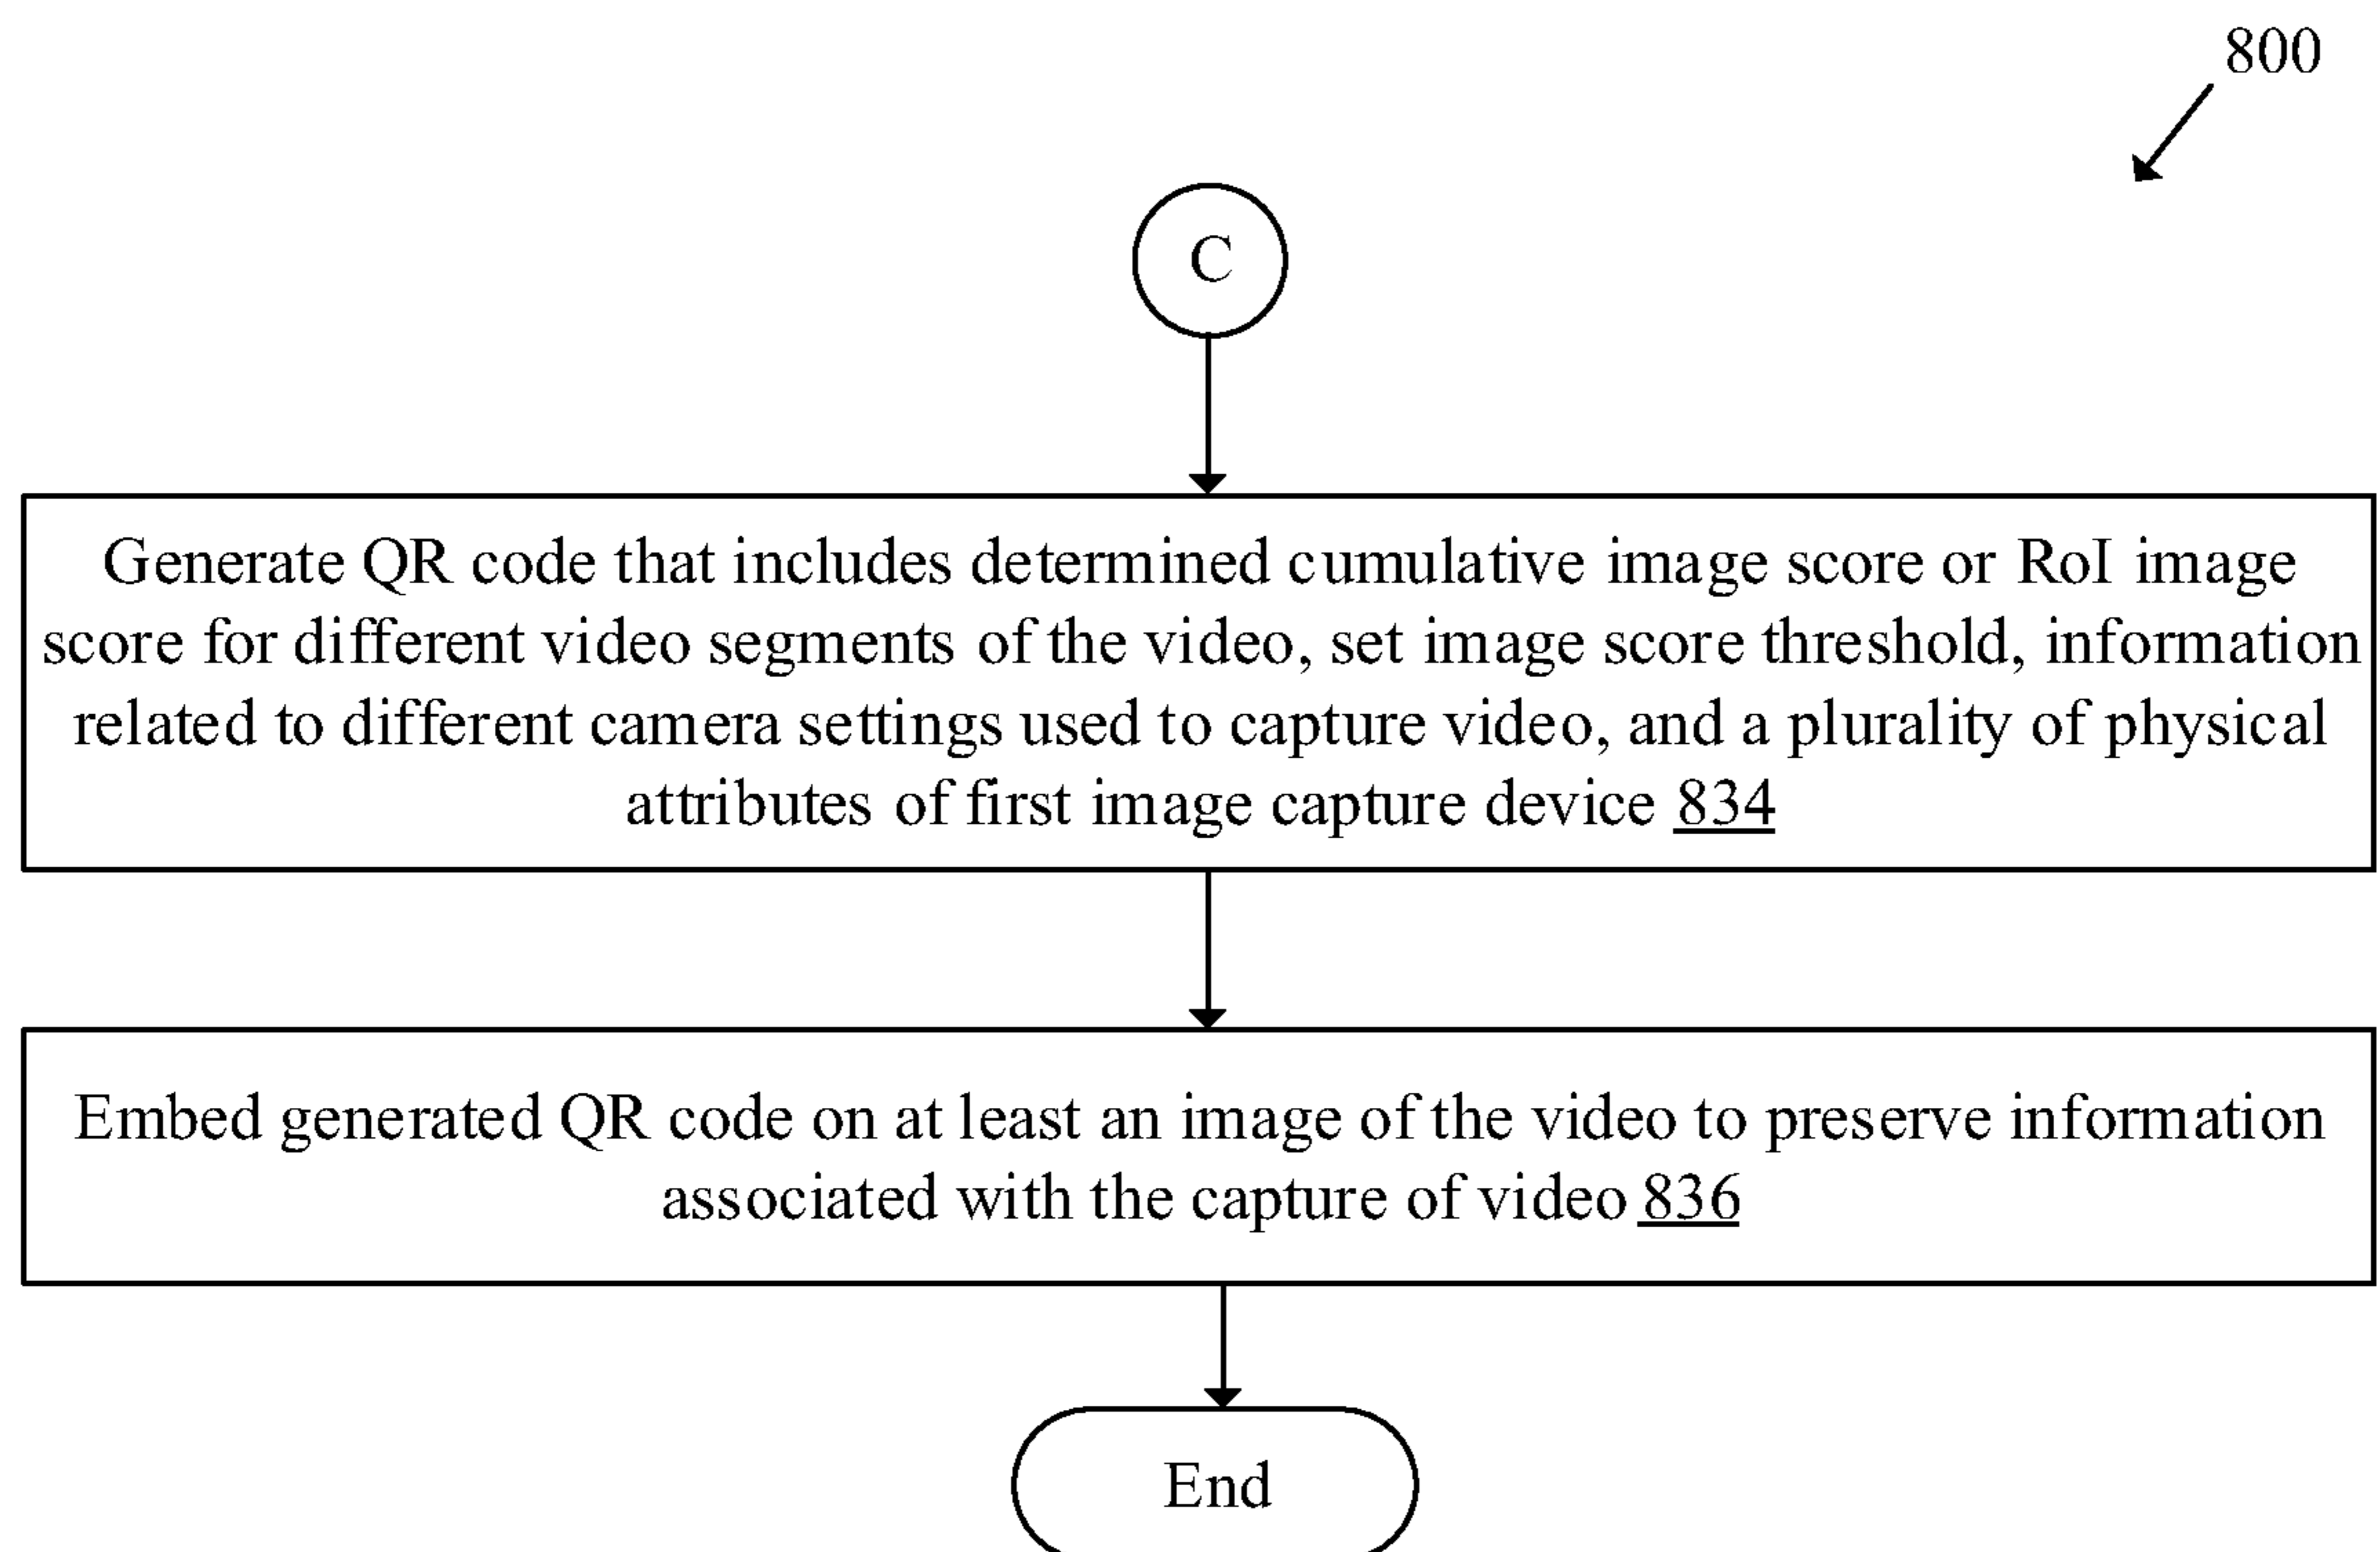 800
C
Generate QR code that includes determined cumulative image score or RoI image
score for different video segments of the video, set image score threshold, information
related to different camera settings used to capture video, and a plurality of physical
attributes of first image capture device 834
Embed generated QR code on at least an image of the video to preserve information
associated with the capture of video 836
End